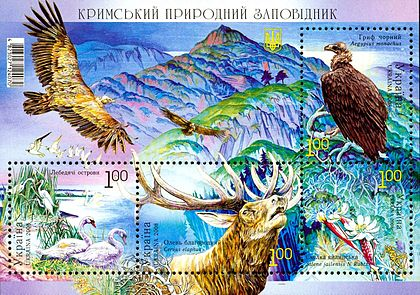 КРИМСЬКИЙ ПРИРОДНИЙ ЗАПОВІДНИК
Гриф чорний
Aegypius monachus
Україна
1.00
Лебедячі острови
1.00
Україна
Олень благородний
Cervus elaphus
1.00
Україна
1.00
Україна